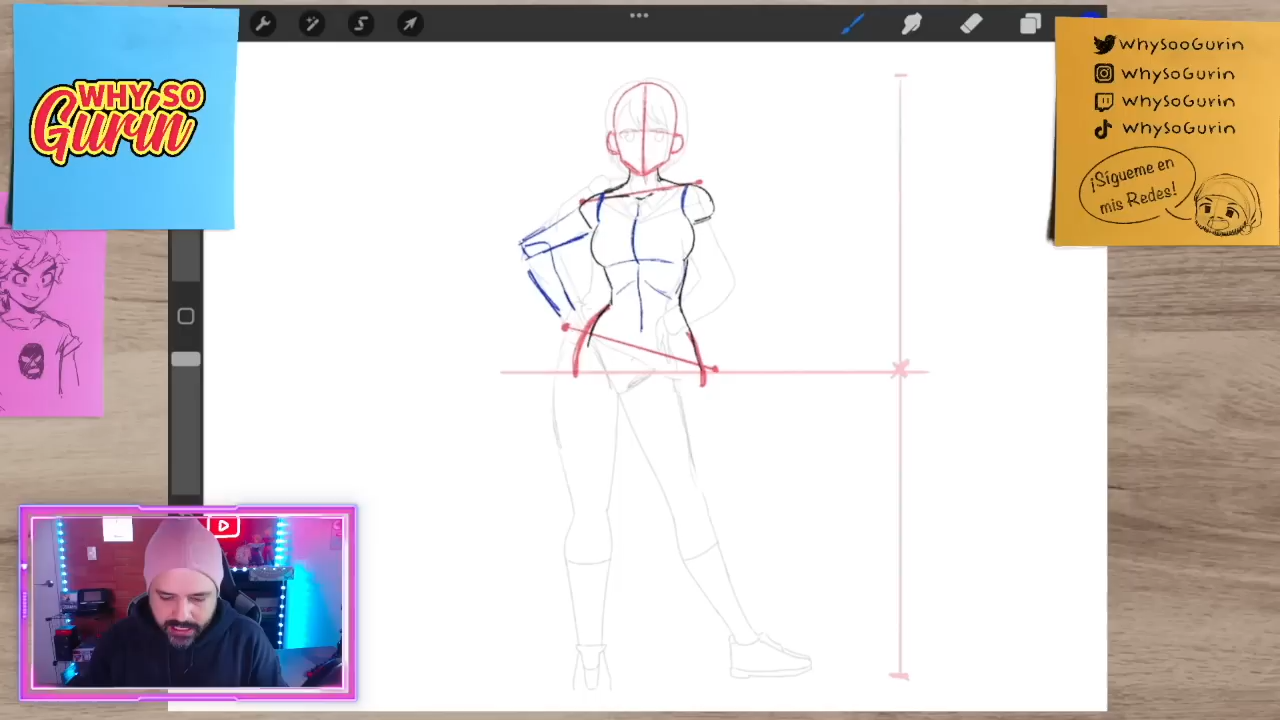 WHY SO
Gurin
WhySooGurin
WhySoGurin
WhySoGurin
WhySoGurin
¡Sígueme en
mis Redes!